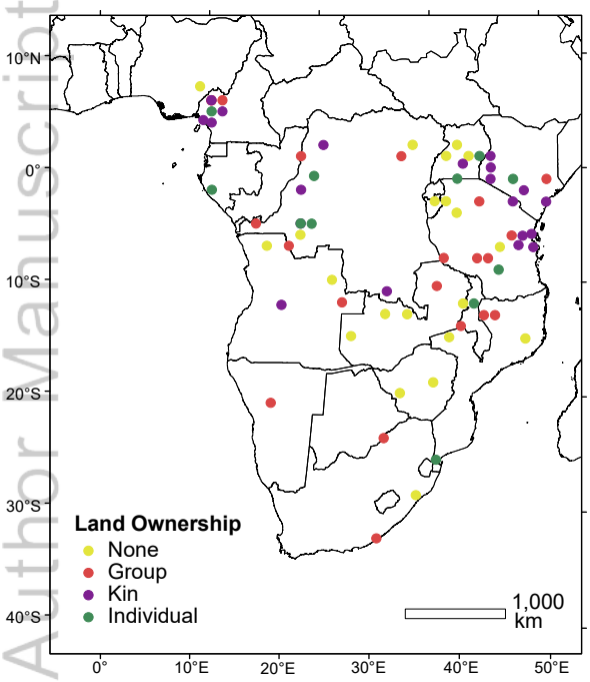 Author Manuscript
10°N
0°
10°S
20°S
30°S
40°S
Land Ownership
None
Group
Kin
Individual
1,000
km
0°
10°E
20°E
30°E
40°E
50°E